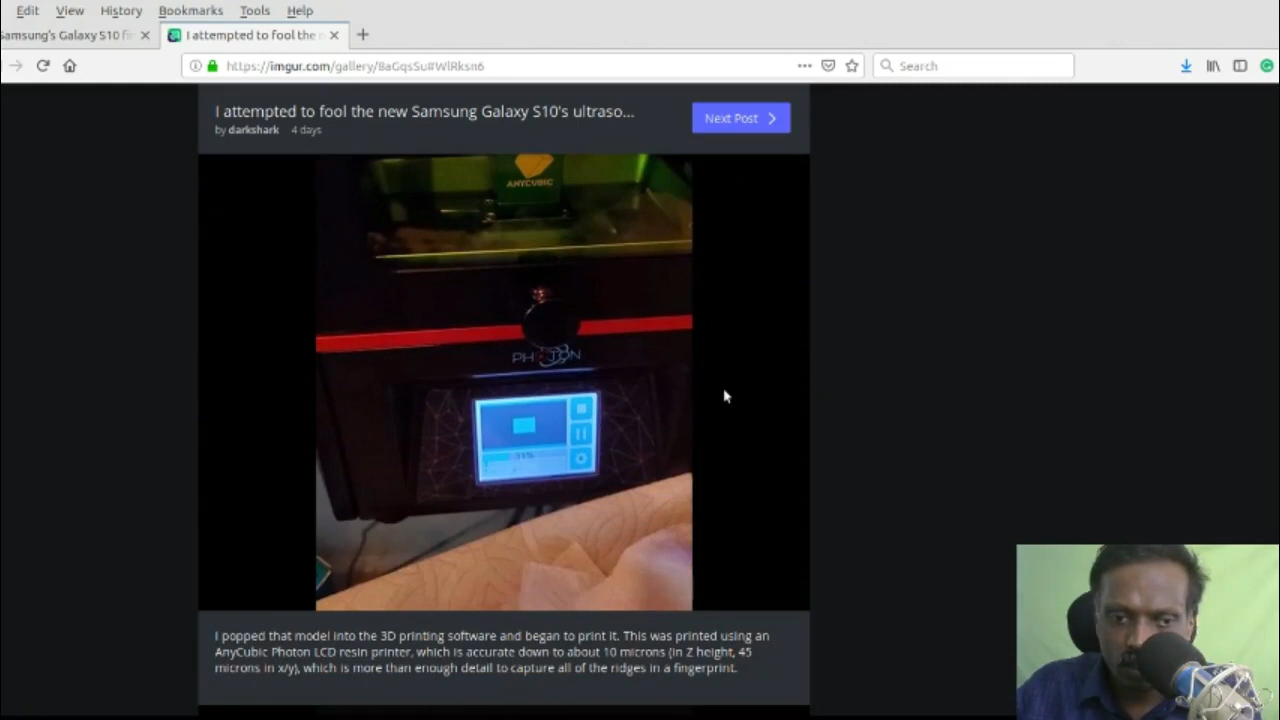 Edit View History Bookmarks Tools Help
Samsung's Galaxy S10 fi
I attempted to fool the n
https://imgur.com/gallery/8aGqsSu#WlRksn6
Search
I attempted to fool the new Samsung Galaxy S10's ultraso...
by darkshark 4 days
Next Post
ANYCUBIC
PHOTON
31%
I popped that model into the 3D printing software and began to print it. This was printed using an
AnyCubic Photon LCD resin printer, which is accurate down to about 10 microns (in Z height, 45
microns in x/y), which is more than enough detail to capture all of the ridges in a fingerprint.